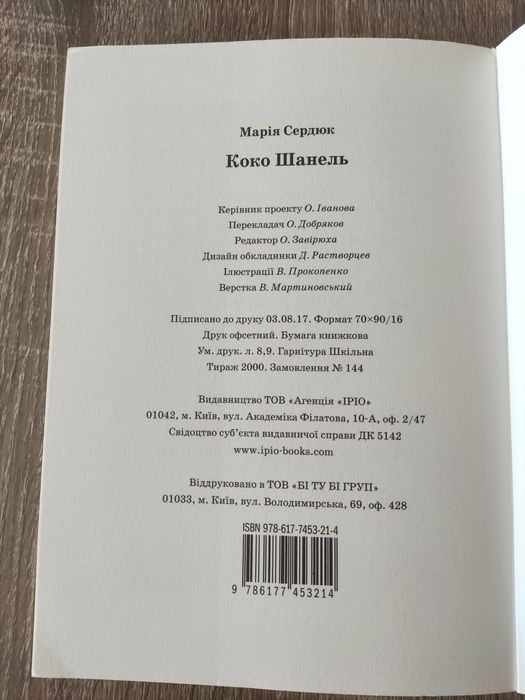 Марія Сердюк
Коко Шанель
Керівник проекту О. Іванова
Перекладач О. Добряков
Редактор О. Завірюха
Дизайн обкладинки Д. Растворцев
Ілюстрації В. Прокопенко
Верстка В. Мартиновський
Підписано до друку 03.08.17. Формат 70×90/16
Друк офсетний. Бумага книжкова
Ум. друк. л. 8,9. Гарнітура Шкільна
Тираж 2000. Замовлення № 144
Видавництво ТОВ «Агенція «ІРІО»
01042, м. Київ, вул. Академіка Філатова, 10-А, оф. 2/47
Свідоцтво суб'єкта видавничої справи ДК 5142
www.ipio-books.com
Віддруковано в ТОВ «БІ ТУ БІ ГРУП»
01033, м. Київ, вул. Володимирська, 69, оф. 428
ISBN 978-617-7453-21-4
9 786177 453214